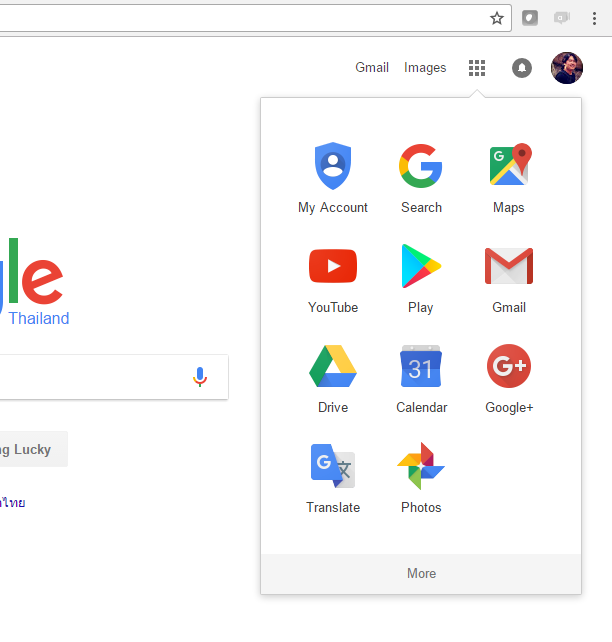 Gmail Images
My Account Search Maps
YouTube Play Gmail
31
Drive Calendar Google+
Translate Photos
More
gle
Thailand
ng Lucky
ไทย